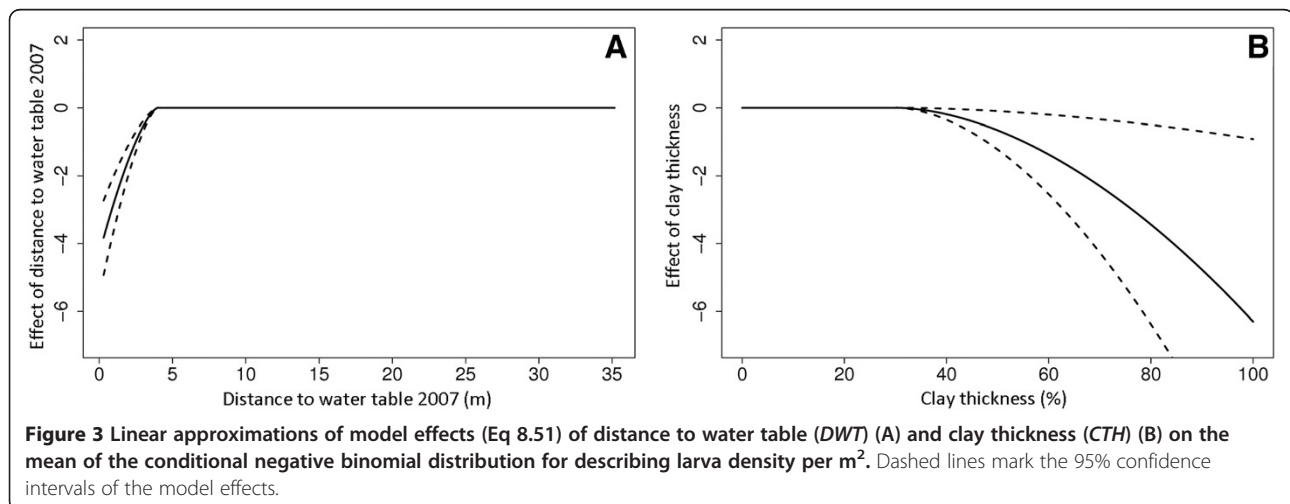 A
Effect of distance to water table 2007
2
0
−2
−4
−6
0 5 10 15 20 25 30 35
Distance to water table 2007 (m)
B
Effect of clay thickness
2
0
−2
−4
−6
0 20 40 60 80 100
Clay thickness (%)
Figure 3 Linear approximations of model effects (Eq 8.51) of distance to water table (DWT) (A) and clay thickness (CTH) (B) on the
mean of the conditional negative binomial distribution for describing larva density per m². Dashed lines mark the 95% confidence
intervals of the model effects.